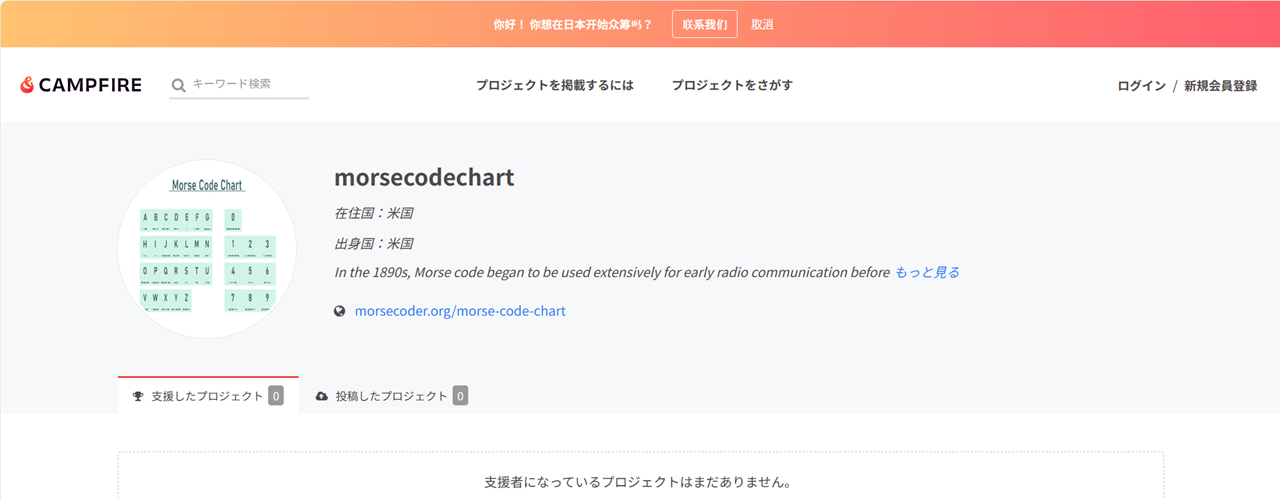 你好！ 你想在日本开始众筹吗？ 联系我们 取消
CAMPFIRE キーワード検索 プロジェクトを掲載するには プロジェクトをさがす ログイン / 新規会員登録
Morse Code Chart
A B C D E F G 0
H I J K L M N 1 2 3
O P Q R S T U 4 5 6
V W X Y Z 7 8 9
morsecodechart
在住国：米国
出身国：米国
In the 1890s, Morse code began to be used extensively for early radio communication before もっと見る
morsecoder.org/morse-code-chart
支援したプロジェクト 0 投稿したプロジェクト 0
支援者になっているプロジェクトはまだありません。